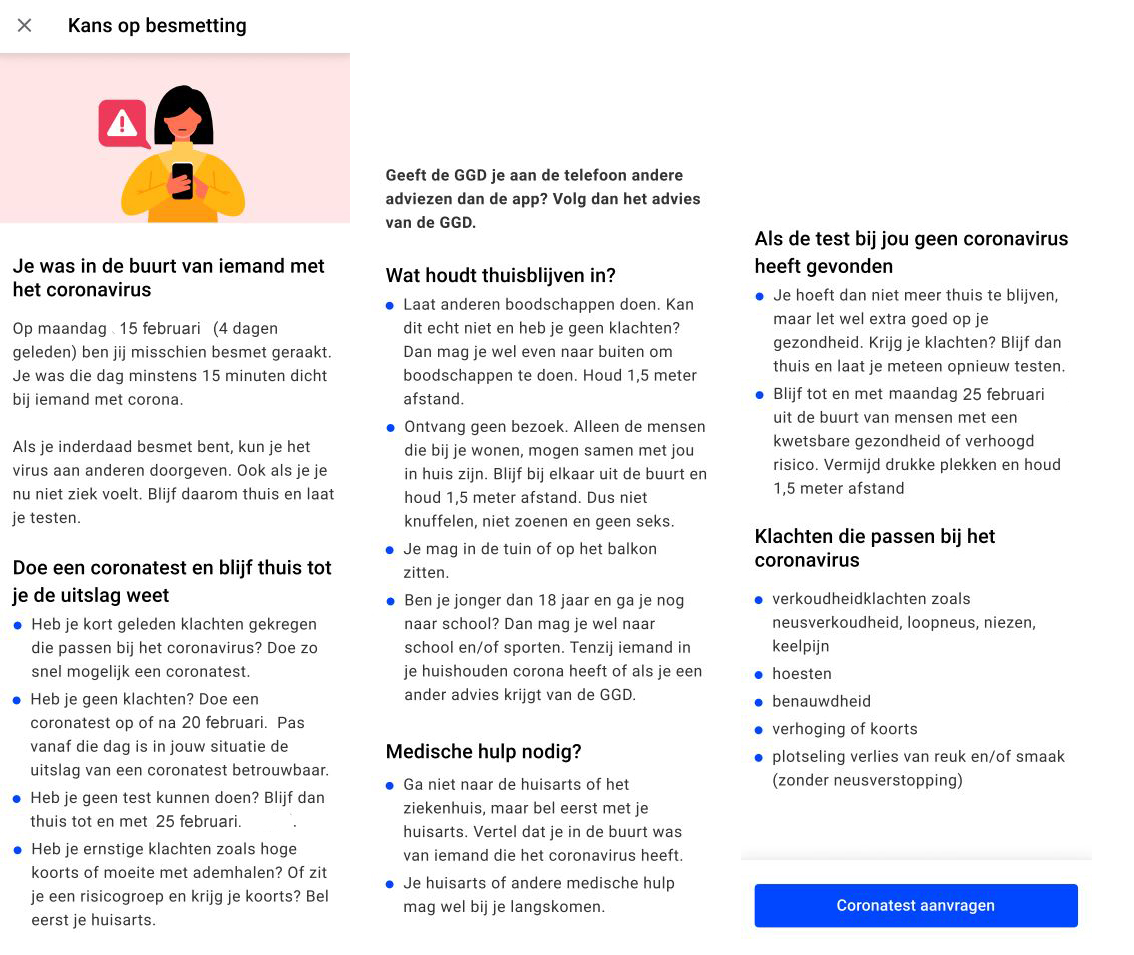 Kans op besmetting
Je was in de buurt van iemand met
het coronavirus
Op maandag 15 februari (4 dagen
geleden) ben jij misschien besmet geraakt.
Je was die dag minstens 15 minuten dicht
bij iemand met corona.
Als je inderdaad besmet bent, kun je het
virus aan anderen doorgeven. Ook als je je
nu niet ziek voelt. Blijf daarom thuis en laat
je testen.
Doe een coronatest en blijf thuis tot
je de uitslag weet
Heb je kort geleden klachten gekregen
die passen bij het coronavirus? Doe zo
snel mogelijk een coronatest.
Heb je geen klachten? Doe een
coronatest op of na 20 februari. Pas
vanaf die dag is in jouw situatie de
uitslag van een coronatest betrouwbaar.
Heb je geen test kunnen doen? Blijf dan
thuis tot en met 25 februari. .
Heb je ernstige klachten zoals hoge
koorts of moeite met ademhalen? Of zit
je een risicogroep en krijg je koorts? Bel
eerst je huisarts.
Geeft de GGD je aan de telefoon andere
adviezen dan de app? Volg dan het advies
van de GGD.
Wat houdt thuisblijven in?
Laat anderen boodschappen doen. Kan
dit echt niet en heb je geen klachten?
Dan mag je wel even naar buiten om
boodschappen te doen. Houd 1,5 meter
afstand.
Ontvang geen bezoek. Alleen de mensen
die bij je wonen, mogen samen met jou
in huis zijn. Blijf bij elkaar uit de buurt en
houd 1,5 meter afstand. Dus niet
knuffelen, niet zoenen en geen seks.
Je mag in de tuin of op het balkon
zitten.
Ben je jonger dan 18 jaar en ga je nog
naar school? Dan mag je wel naar
school en/of sporten. Tenzij iemand in
je huishouden corona heeft of als je een
ander advies krijgt van de GGD.
Medische hulp nodig?
Ga niet naar de huisarts of het
ziekenhuis, maar bel eerst met je
huisarts. Vertel dat je in de buurt was
van iemand die het coronavirus heeft.
Je huisarts of andere medische hulp
mag wel bij je langskomen.
Als de test bij jou geen coronavirus
heeft gevonden
Je hoeft dan niet meer thuis te blijven,
maar let wel extra goed op je
gezondheid. Krijg je klachten? Blijf dan
thuis en laat je meteen opnieuw testen.
Blijf tot en met maandag 25 februari
uit de buurt van mensen met een
kwetsbare gezondheid of verhoogd
risico. Vermijd drukke plekken en houd
1,5 meter afstand
Klachten die passen bij het
coronavirus
verkoudheidklachten zoals
neusverkoudheid, loopneus, niezen,
keelpijn
hoesten
benauwdheid
verhoging of koorts
plotseling verlies van reuk en/of smaak
(zonder neusverstopping)
Coronatest aanvragen